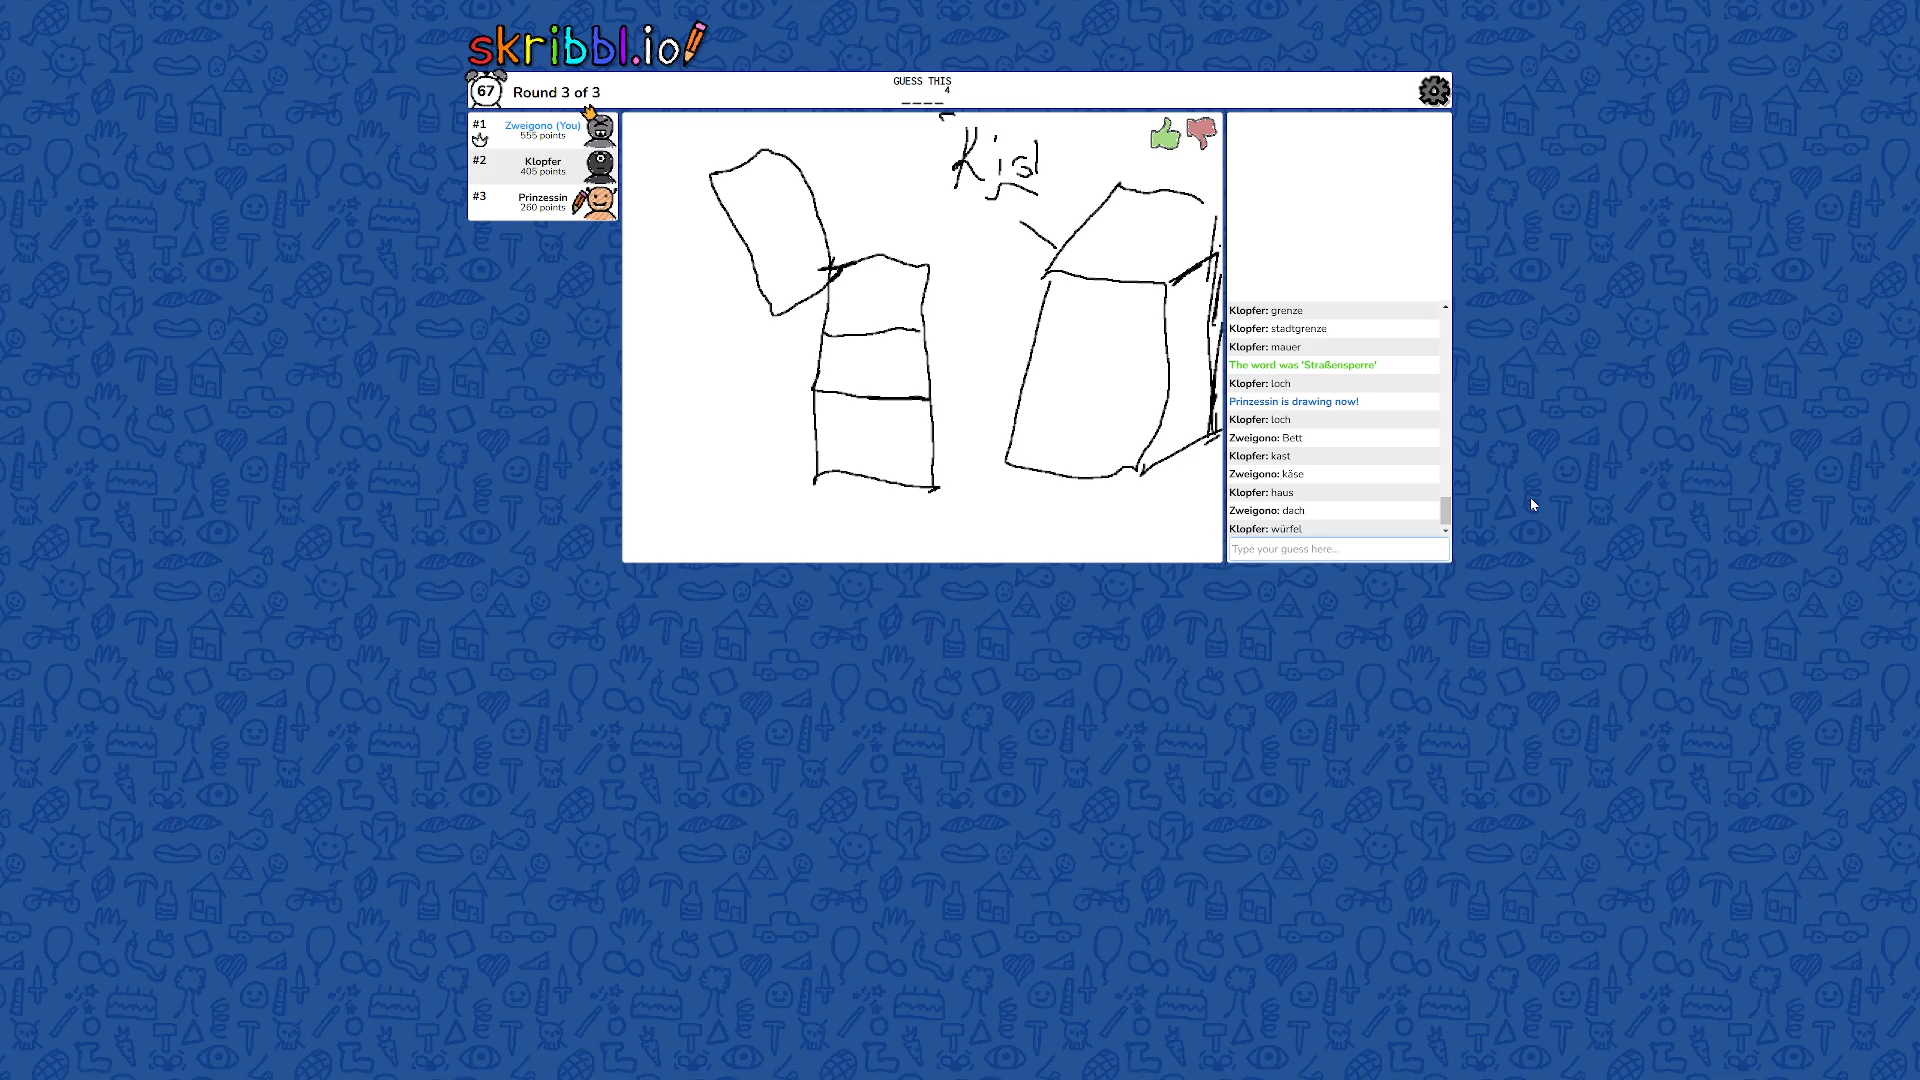 skribbl.io
67
Round 3 of 3
GUESS THIS
____ 4
#1
Zweigono (You)
555 points
#2
Klopfer
405 points
#3
Prinzessin
260 points
Kist
Klopfer: grenze
Klopfer: stadtgrenze
Klopfer: mauer
The word was 'Straßensperre'
Klopfer: loch
Prinzessin is drawing now!
Klopfer: loch
Zweigono: Bett
Klopfer: kast
Zweigono: käse
Klopfer: haus
Zweigono: dach
Klopfer: würfel
Type your guess here...